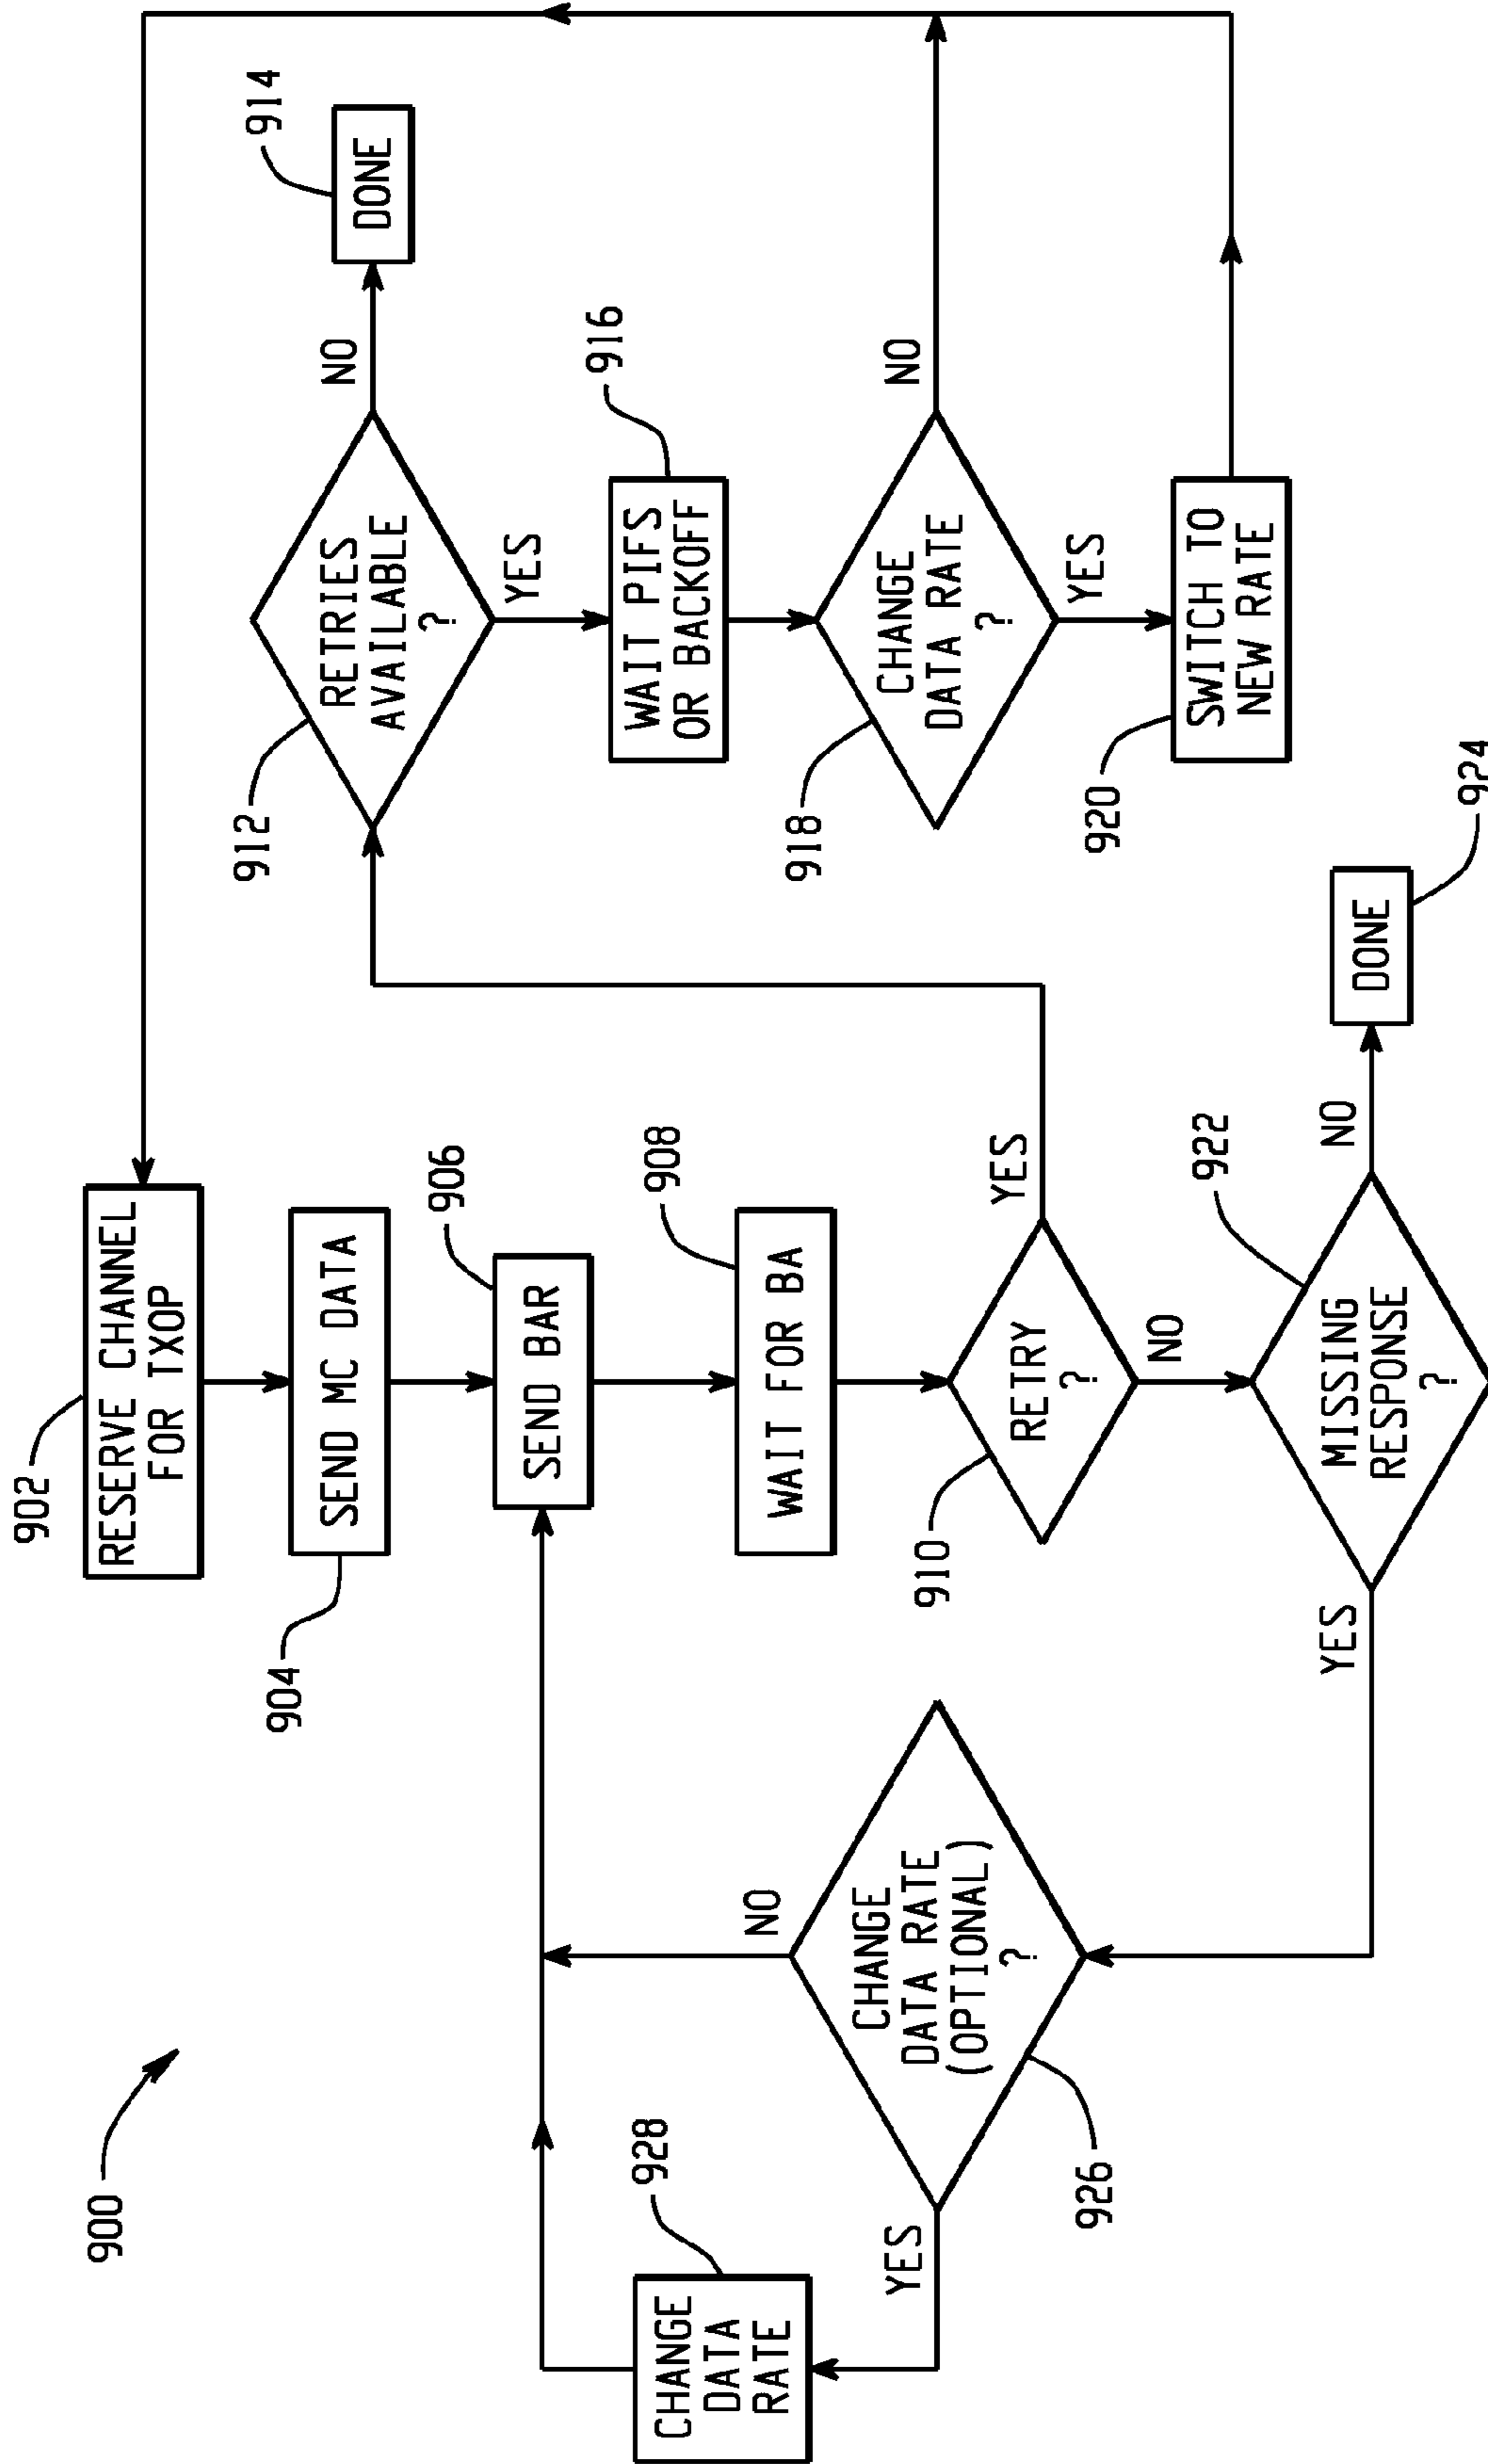 900
902
RESERVE CHANNEL
FOR TXOP
904
SEND MC DATA
906
SEND BAR
908
WAIT FOR BA
910
RETRY
?
YES
NO
912
RETRIES
AVAILABLE
?
NO
914
DONE
YES
916
WAIT PIFS
OR BACKOFF
918
CHANGE
DATA RATE
?
NO
YES
920
SWITCH TO
NEW RATE
922
MISSING
RESPONSE
?
NO
924
DONE
YES
926
CHANGE
DATA RATE
(OPTIONAL)
?
NO
YES
928
CHANGE
DATA
RATE